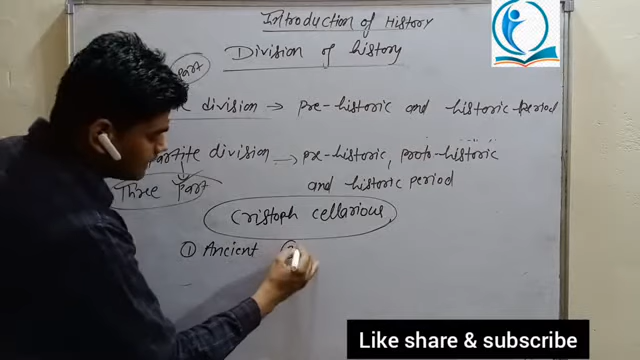 Introduction of History
Division of history
Part
division → pre-historic and historic period
partite division → pre-historic, proto-historic
Three Part
and historic period
Cristoph cellarious
① Ancient
Like share & subscribe